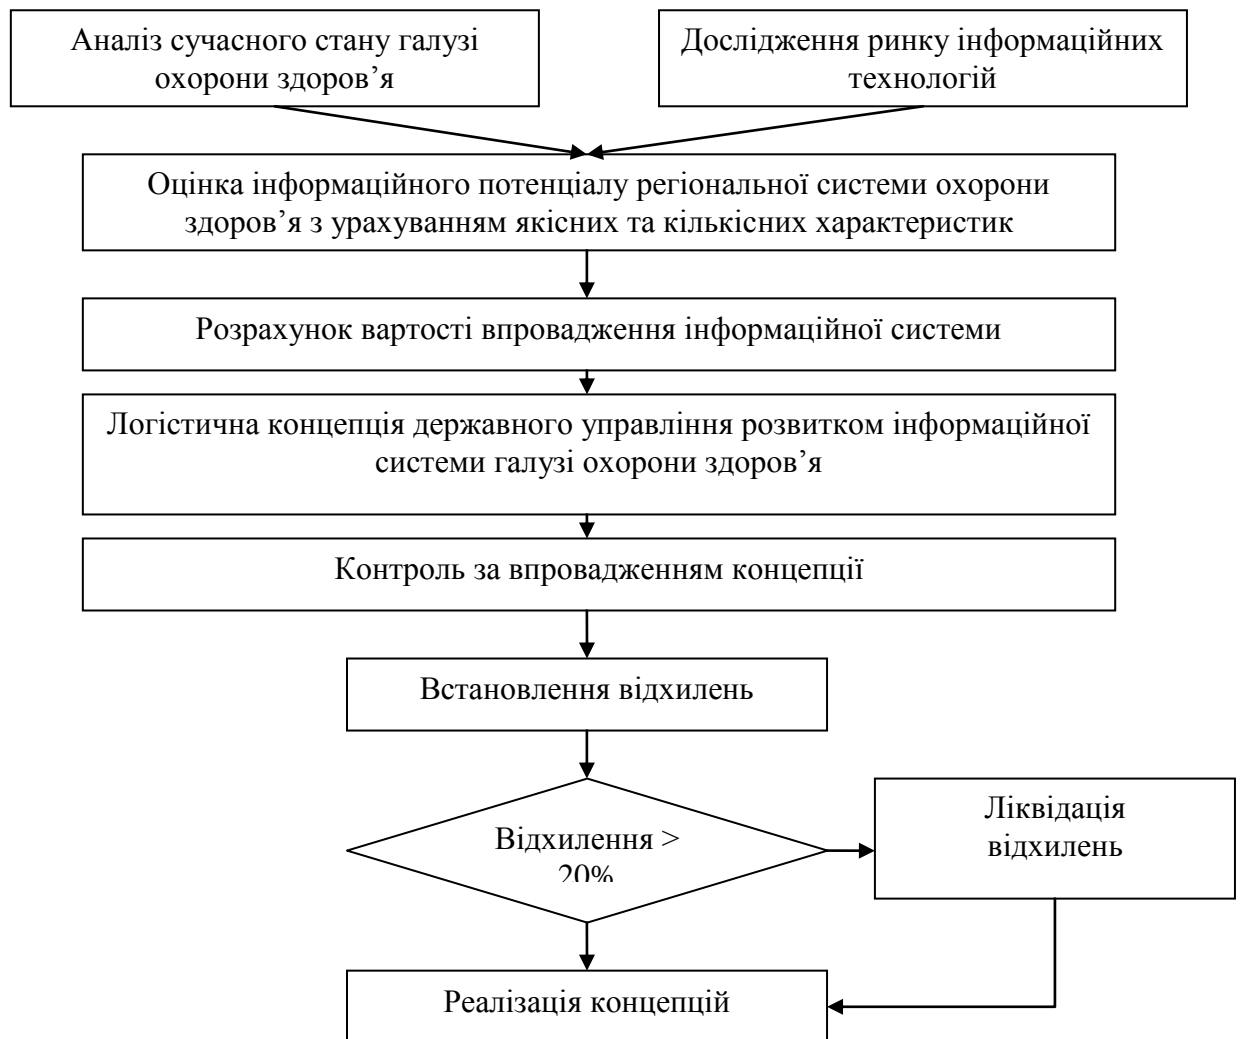 Аналіз сучасного стану галузі
охорони здоров’я
Дослідження ринку інформаційних
технологій
Оцінка інформаційного потенціалу регіональної системи охорони
здоров’я з урахуванням якісних та кількісних характеристик
Розрахунок вартості впровадження інформаційної системи
Логістична концепція державного управління розвитком інформаційної
системи галузі охорони здоров’я
Контроль за впровадженням концепції
Встановлення відхилень
Відхилення >
20%
Ліквідація
відхилень
Реалізація концепцій